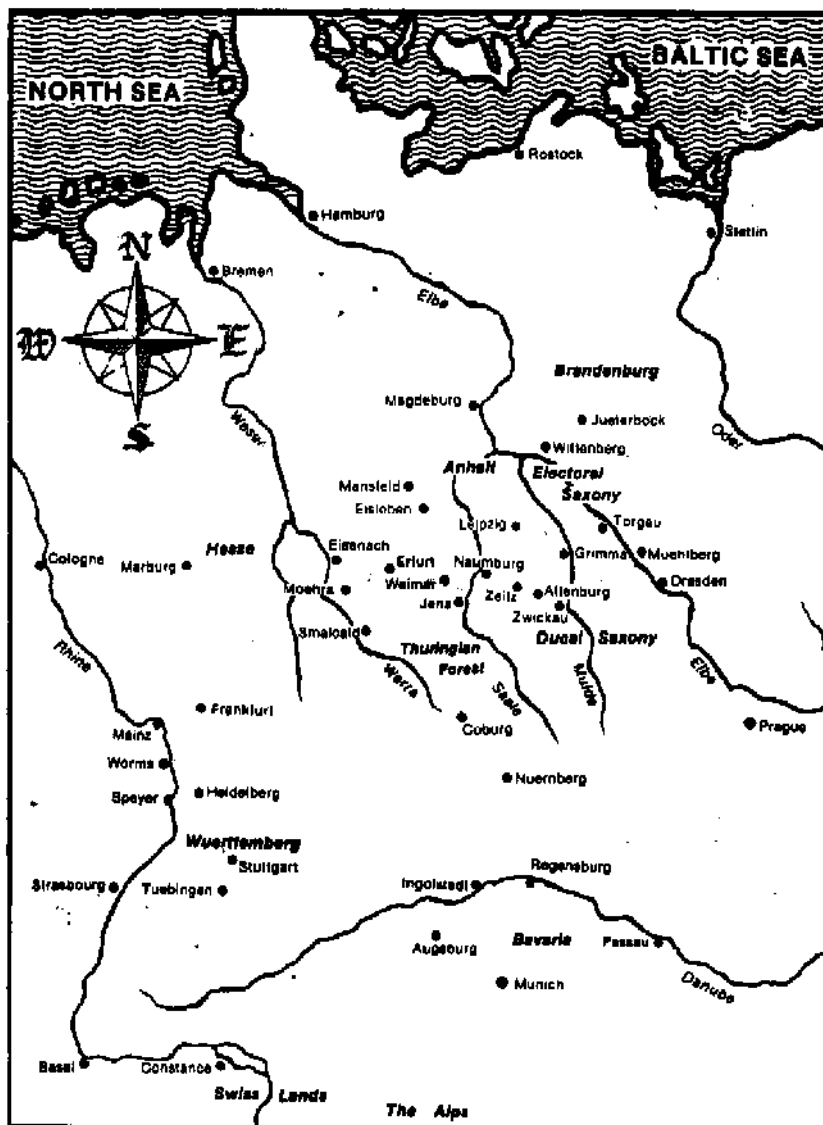 BALTIC SEA
NORTH SEA
Rostock
Hamburg
Stettin
N
Bremen
Elbe
W
E
Brandenburg
Magdeburg
Jueterbock
S
Weser
Oder
Wittenberg
Anhalt
Electoral
Saxony
Mansfeld
Eisleben
Leipzig
Torgau
Cologne
Marburg
Hesse
Eisenach
Erfurt
Naumburg
Grimma
Muehlberg
Weimar
Dresden
Moehra
Jena
Zeitz
Altenburg
Zwickau
Smalcald
Thuringian
Forest
Ducal Saxony
Rhine
Werra
Saale
Mulde
Elbe
Frankfurt
Coburg
Prague
Mainz
Worms
Nuernberg
Speyer
Heidelberg
Wuerttemberg
Stuttgart
Strasbourg
Tuebingen
Ingolstadt
Regensburg
Augsburg
Bavaria
Passau
Munich
Danube
Basel
Constance
Swiss Lands
The Alps